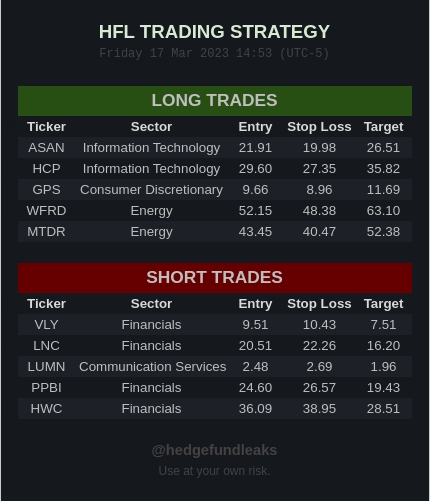 HFL TRADING STRATEGY
Friday 17 Mar 2023 14:53 (UTC-5)
LONG TRADES
Ticker Sector Entry Stop Loss Target
ASAN Information Technology 21.91 19.98 26.51
HCP Information Technology 29.60 27.35 35.82
GPS Consumer Discretionary 9.66 8.96 11.69
WFRD Energy 52.15 48.38 63.10
MTDR Energy 43.45 40.47 52.38
SHORT TRADES
Ticker Sector Entry Stop Loss Target
VLY Financials 9.51 10.43 7.51
LNC Financials 20.51 22.26 16.20
LUMN Communication Services 2.48 2.69 1.96
PPBI Financials 24.60 26.57 19.43
HWC Financials 36.09 38.95 28.51
@hedgefundleaks
Use at your own risk.